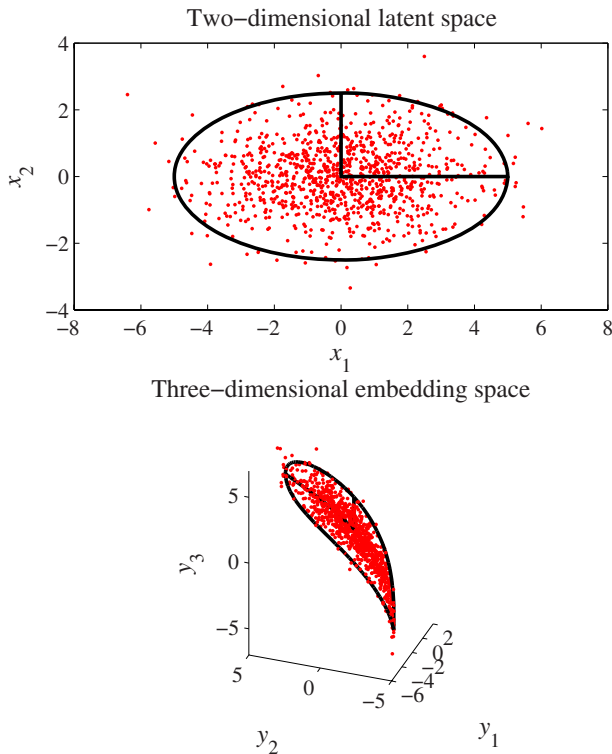 Two−dimensional latent space
4
2
0
−2
−4
x2
−8 −6 −4 −2 0 2 4 6 8
x1
Three−dimensional embedding space
5
0
−5
y3
5 0 −5
y2
−6 −4 −2 0 2
y1